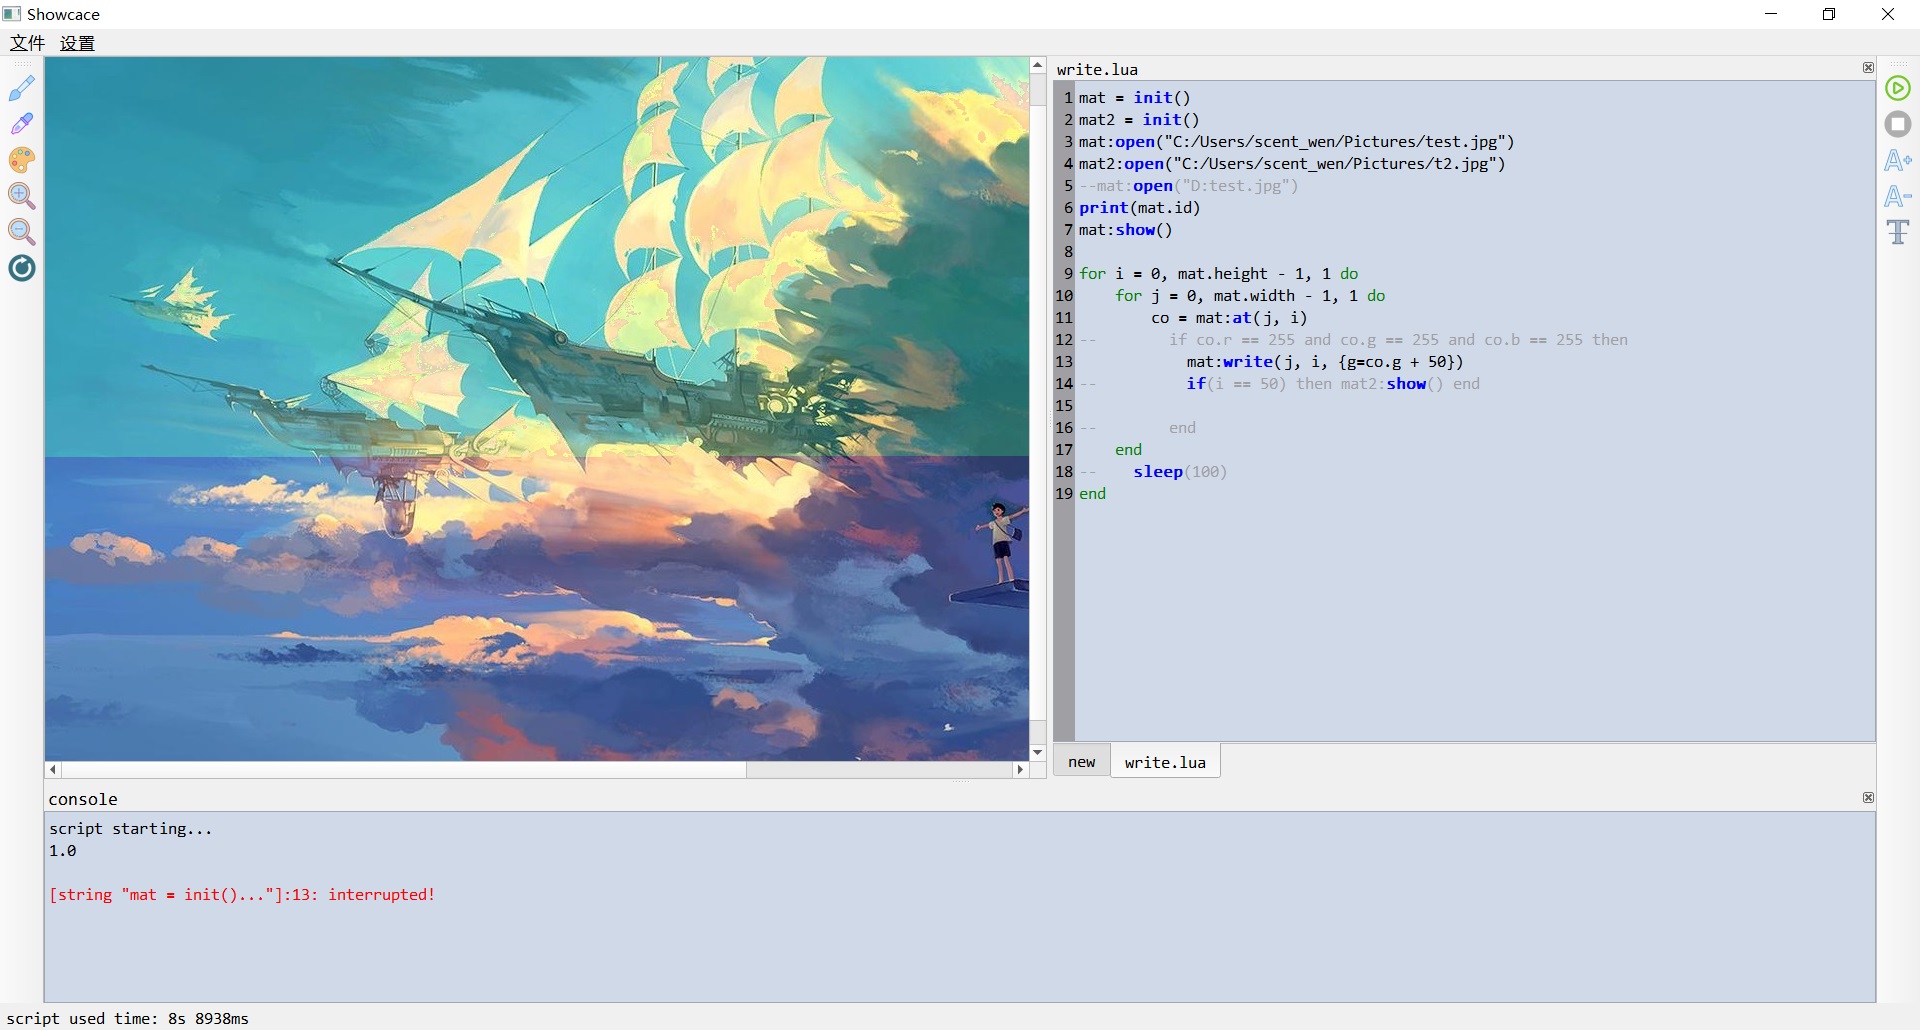 Showcace
文件 设置
write.lua
1 mat = init()
2 mat2 = init()
3 mat:open("C:/Users/scent_wen/Pictures/test.jpg")
4 mat2:open("C:/Users/scent_wen/Pictures/t2.jpg")
5 --mat:open("D:test.jpg")
6 print(mat.id)
7 mat:show()
8
9 for i = 0, mat.height - 1, 1 do
10     for j = 0, mat.width - 1, 1 do
11         co = mat:at(j, i)
12 --        if co.r == 255 and co.g == 255 and co.b == 255 then
13             mat:write(j, i, {g=co.g + 50})
14 --          if(i == 50) then mat2:show() end
15
16 --        end
17     end
18 --    sleep(100)
19 end
A+
A-
T
new write.lua
console
script starting...
1.0
[string "mat = init()..."]:13: interrupted!
script used time: 8s 8938ms